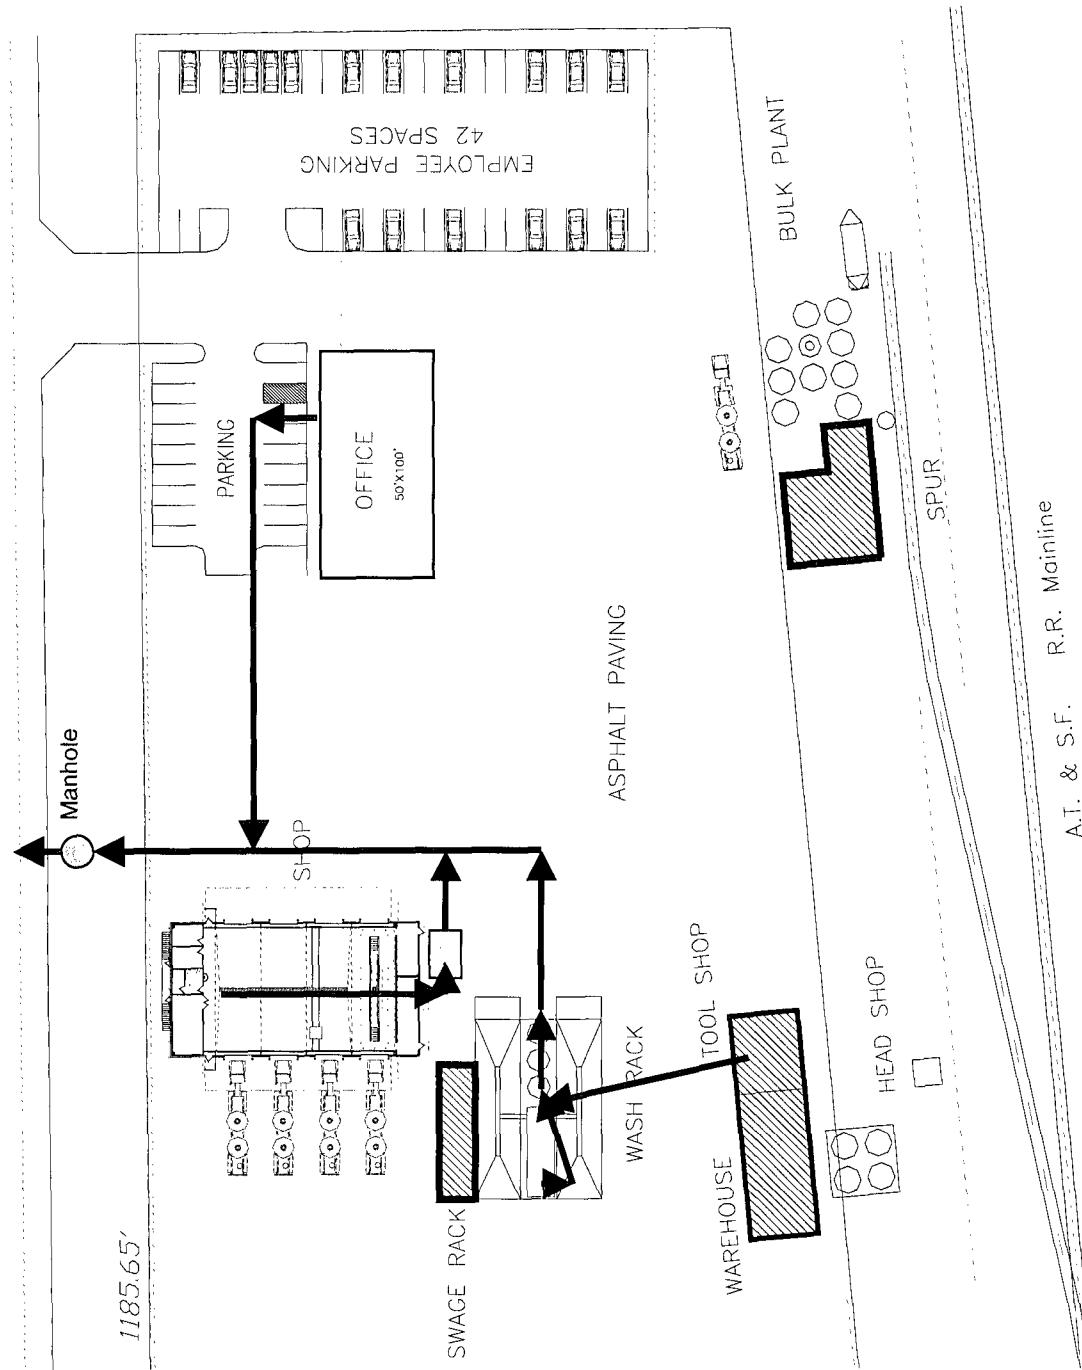 EMPLOYEE PARKING
42 SPACES
BULK PLANT
PARKING
OFFICE
50'X100'
SPUR
A.T. & S.F. R.R. Mainline
ASPHALT PAVING
Manhole
SHOP
TOOL SHOP
HEAD SHOP
WASH RACK
WAREHOUSE
SWAGE RACK
1185.65'